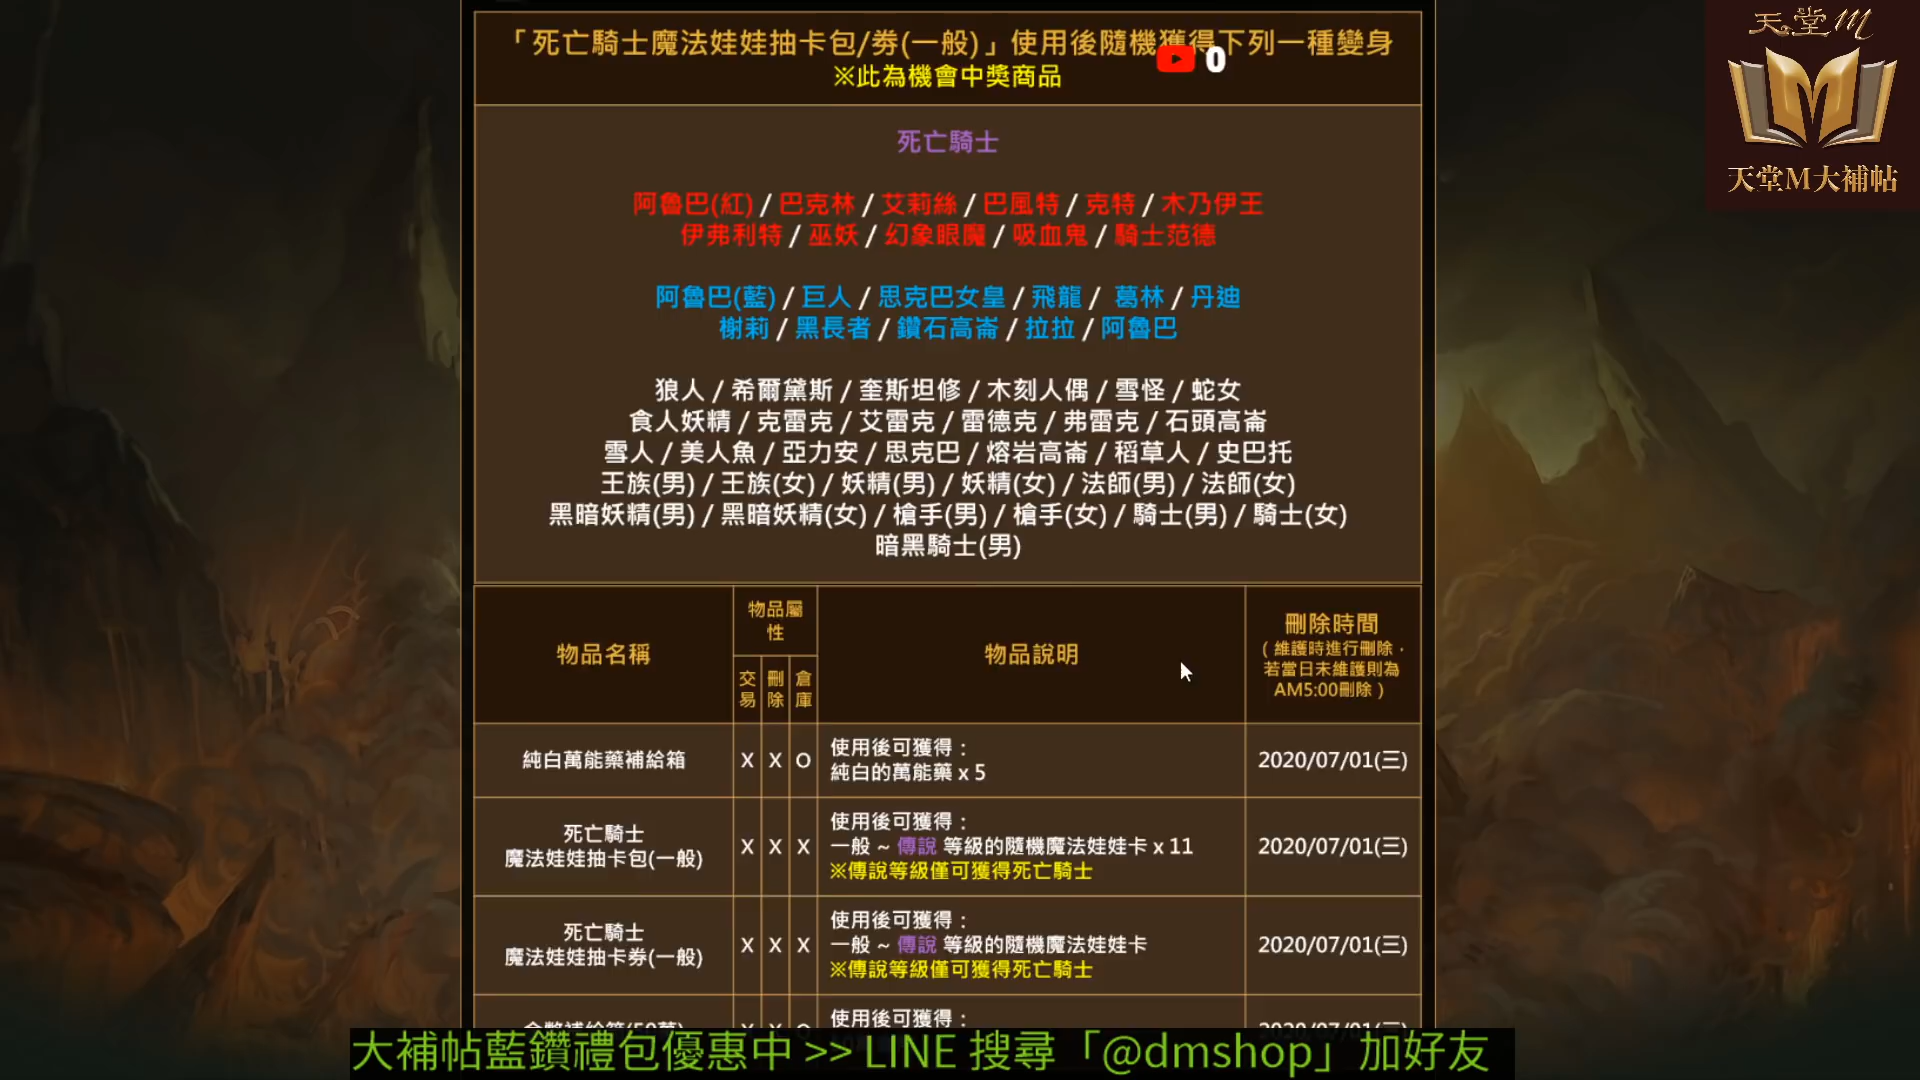 「死亡騎士魔法娃娃抽卡包/券(一般)」使用後隨機獲得下列一種變身
0
※此為機會中獎商品
死亡騎士
阿魯巴(紅) / 巴克林 / 艾莉絲 / 巴風特 / 克特 / 木乃伊王
伊弗利特 / 巫妖 / 幻象眼魔 / 吸血鬼 / 騎士范德
阿魯巴(藍) / 巨人 / 思克巴女皇 / 飛龍 / 葛林 / 丹迪
榭莉 / 黑長者 / 鑽石高崙 / 拉拉 / 阿魯巴
狼人 / 希爾黛斯 / 奎斯坦修 / 木刻人偶 / 雪怪 / 蛇女
食人妖精 / 克雷克 / 艾雷克 / 雷德克 / 弗雷克 / 石頭高崙
雪人 / 美人魚 / 亞力安 / 思克巴 / 熔岩高崙 / 稻草人 / 史巴托
王族(男) / 王族(女) / 妖精(男) / 妖精(女) / 法師(男) / 法師(女)
黑暗妖精(男) / 黑暗妖精(女) / 槍手(男) / 槍手(女) / 騎士(男) / 騎士(女)
暗黑騎士(男)
物品名稱
物品屬
性
交
易
刪
除
倉
庫
物品說明
刪除時間
( 維護時進行刪除，
若當日未維護則為
AM5:00刪除 )
純白萬能藥補給箱
X X O
使用後可獲得：
純白的萬能藥 x 5
2020/07/01(三)
死亡騎士
魔法娃娃抽卡包(一般)
X X X
使用後可獲得：
一般 ~ 傳說 等級的隨機魔法娃娃卡 x 11
※傳說等級僅可獲得死亡騎士
2020/07/01(三)
死亡騎士
魔法娃娃抽卡券(一般)
X X X
使用後可獲得：
一般 ~ 傳說 等級的隨機魔法娃娃卡
※傳說等級僅可獲得死亡騎士
2020/07/01(三)
使用後可獲得：
大補帖藍鑽禮包優惠中 >> LINE 搜尋「@dmshop」加好友
天堂M
天堂M大補帖